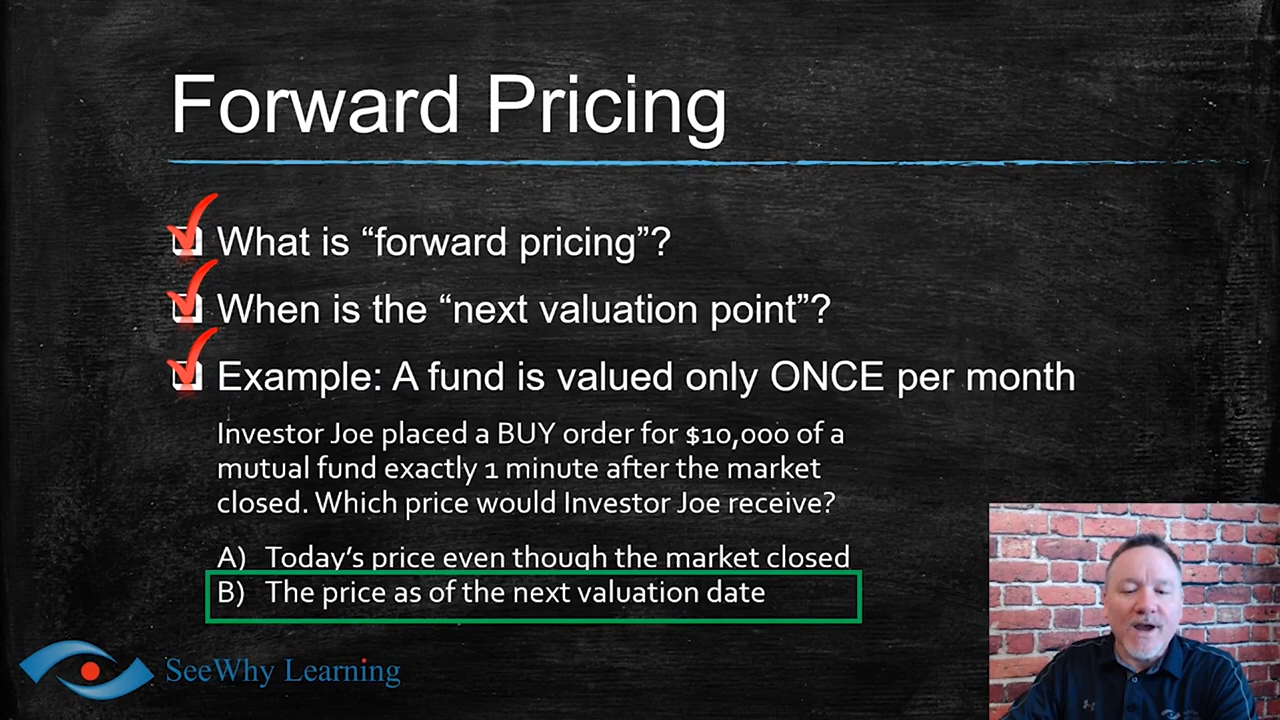 Forward Pricing
What is “forward pricing”?
When is the “next valuation point”?
Example: A fund is valued only ONCE per month
Investor Joe placed a BUY order for $10,000 of a
mutual fund exactly 1 minute after the market
closed. Which price would Investor Joe receive?
A) Today’s price even though the market closed
B) The price as of the next valuation date
SeeWhy Learning